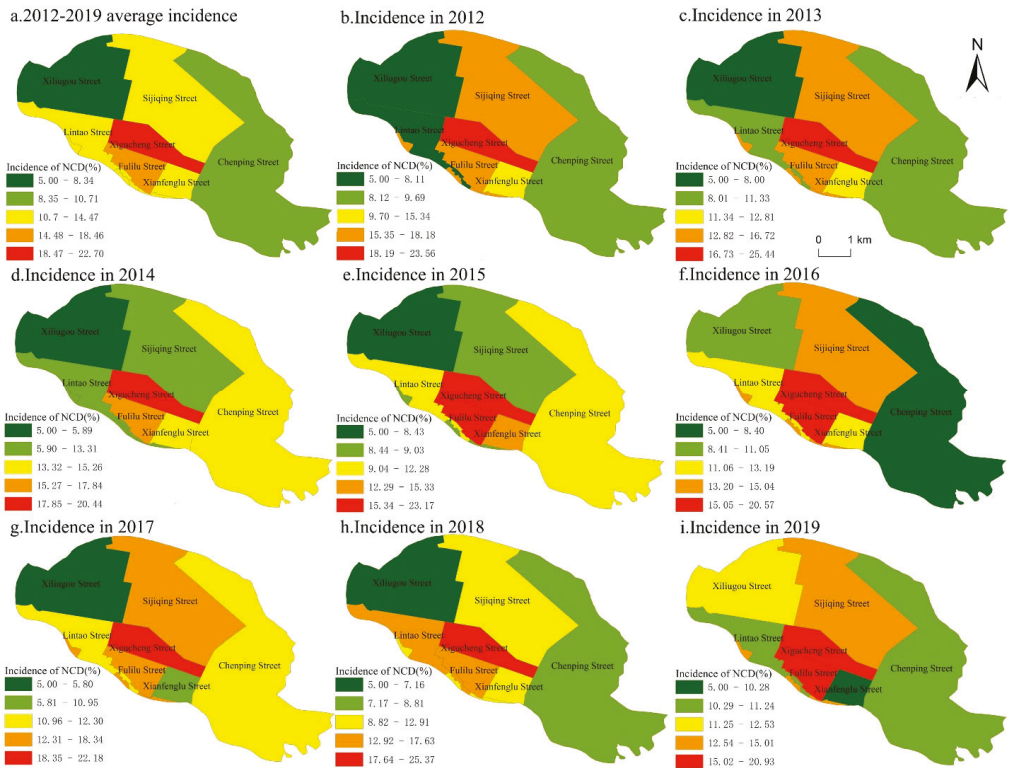 a.2012-2019 average incidence
Xiliugou Street
Sijiqing Street
Lintao Street
Xigucheng Street
Fulilu Street
Xianfenglu Street
Chenping Street
Incidence of NCD(%)
5.00 - 8.34
8.35 - 10.71
10.7 - 14.47
14.48 - 18.46
18.47 - 22.70
b.Incidence in 2012
Xiliugou Street
Sijiqing Street
Lintao Street
Xigucheng Street
Fulilu Street
Xianfenglu Street
Chenping Street
Incidence of NCD(%)
5.00 - 8.11
8.12 - 9.69
9.70 - 15.34
15.35 - 18.18
18.19 - 23.56
c.Incidence in 2013
N
Xiliugou Street
Sijiqing Street
Lintao Street
Xigucheng Street
Fulilu Street
Xianfenglu Street
Chenping Street
Incidence of NCD(%)
5.00 - 8.00
8.01 - 11.33
11.34 - 12.81
12.82 - 16.72
16.73 - 25.44
0 1 km
d.Incidence in 2014
Xiliugou Street
Sijiqing Street
Lintao Street
Xigucheng Street
Fulilu Street
Xianfenglu Street
Chenping Street
Incidence of NCD(%)
5.00 - 5.89
5.90 - 13.31
13.32 - 15.26
15.27 - 17.84
17.85 - 20.44
e.Incidence in 2015
Xiliugou Street
Sijiqing Street
Lintao Street
Xigucheng Street
Fulilu Street
Xianfenglu Street
Chenping Street
Incidence of NCD(%)
5.00 - 8.43
8.44 - 9.03
9.04 - 12.28
12.29 - 15.33
15.34 - 23.17
f.Incidence in 2016
Xiliugou Street
Sijiqing Street
Lintao Street
Xigucheng Street
Fulilu Street
Xianfenglu Street
Chenping Street
Incidence of NCD(%)
5.00 - 8.40
8.41 - 11.05
11.06 - 13.19
13.20 - 15.04
15.05 - 20.57
g.Incidence in 2017
Xiliugou Street
Sijiqing Street
Lintao Street
Xigucheng Street
Fulilu Street
Xianfenglu Street
Chenping Street
Incidence of NCD(%)
5.00 - 5.80
5.81 - 10.95
10.96 - 12.30
12.31 - 18.34
18.35 - 22.18
h.Incidence in 2018
Xiliugou Street
Sijiqing Street
Lintao Street
Xigucheng Street
Fulilu Street
Xianfenglu Street
Chenping Street
Incidence of NCD(%)
5.00 - 7.16
7.17 - 8.81
8.82 - 12.91
12.92 - 17.63
17.64 - 25.37
i.Incidence in 2019
Xiliugou Street
Sijiqing Street
Lintao Street
Xigucheng Street
Fulilu Street
Xianfenglu Street
Chenping Street
Incidence of NCD(%)
5.00 - 10.28
10.29 - 11.24
11.25 - 12.53
12.54 - 15.01
15.02 - 20.93